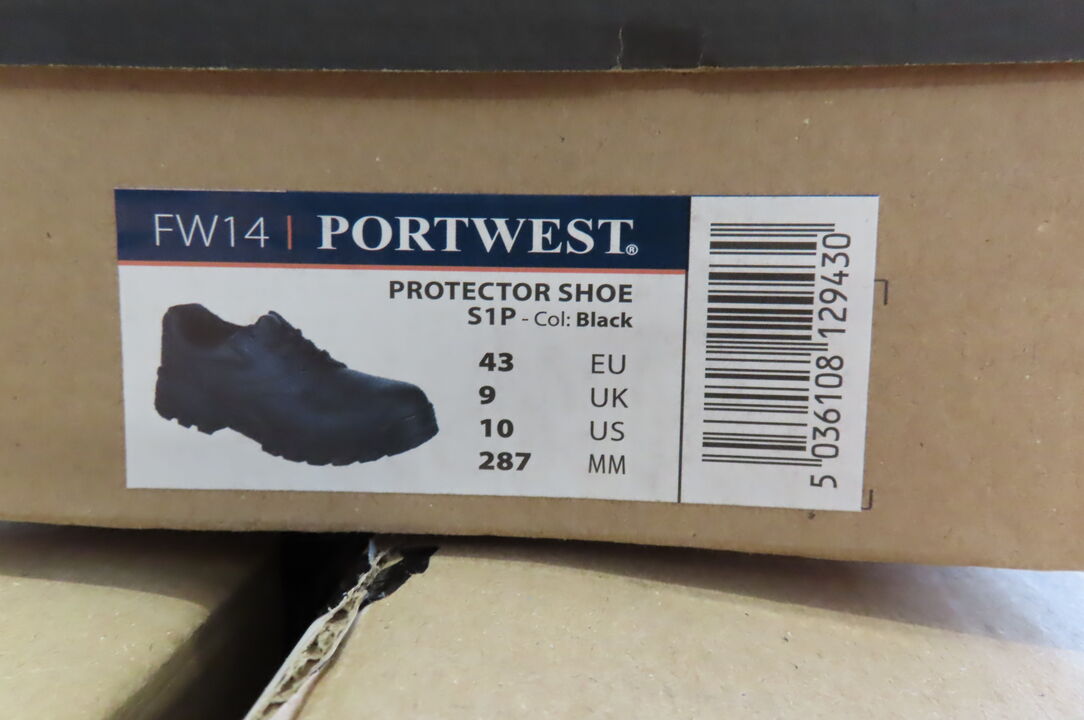 FW14 | PORTWEST®
PROTECTOR SHOE
S1P - Col: Black
43 EU
9 UK
10 US
287 MM
5 036108 129430